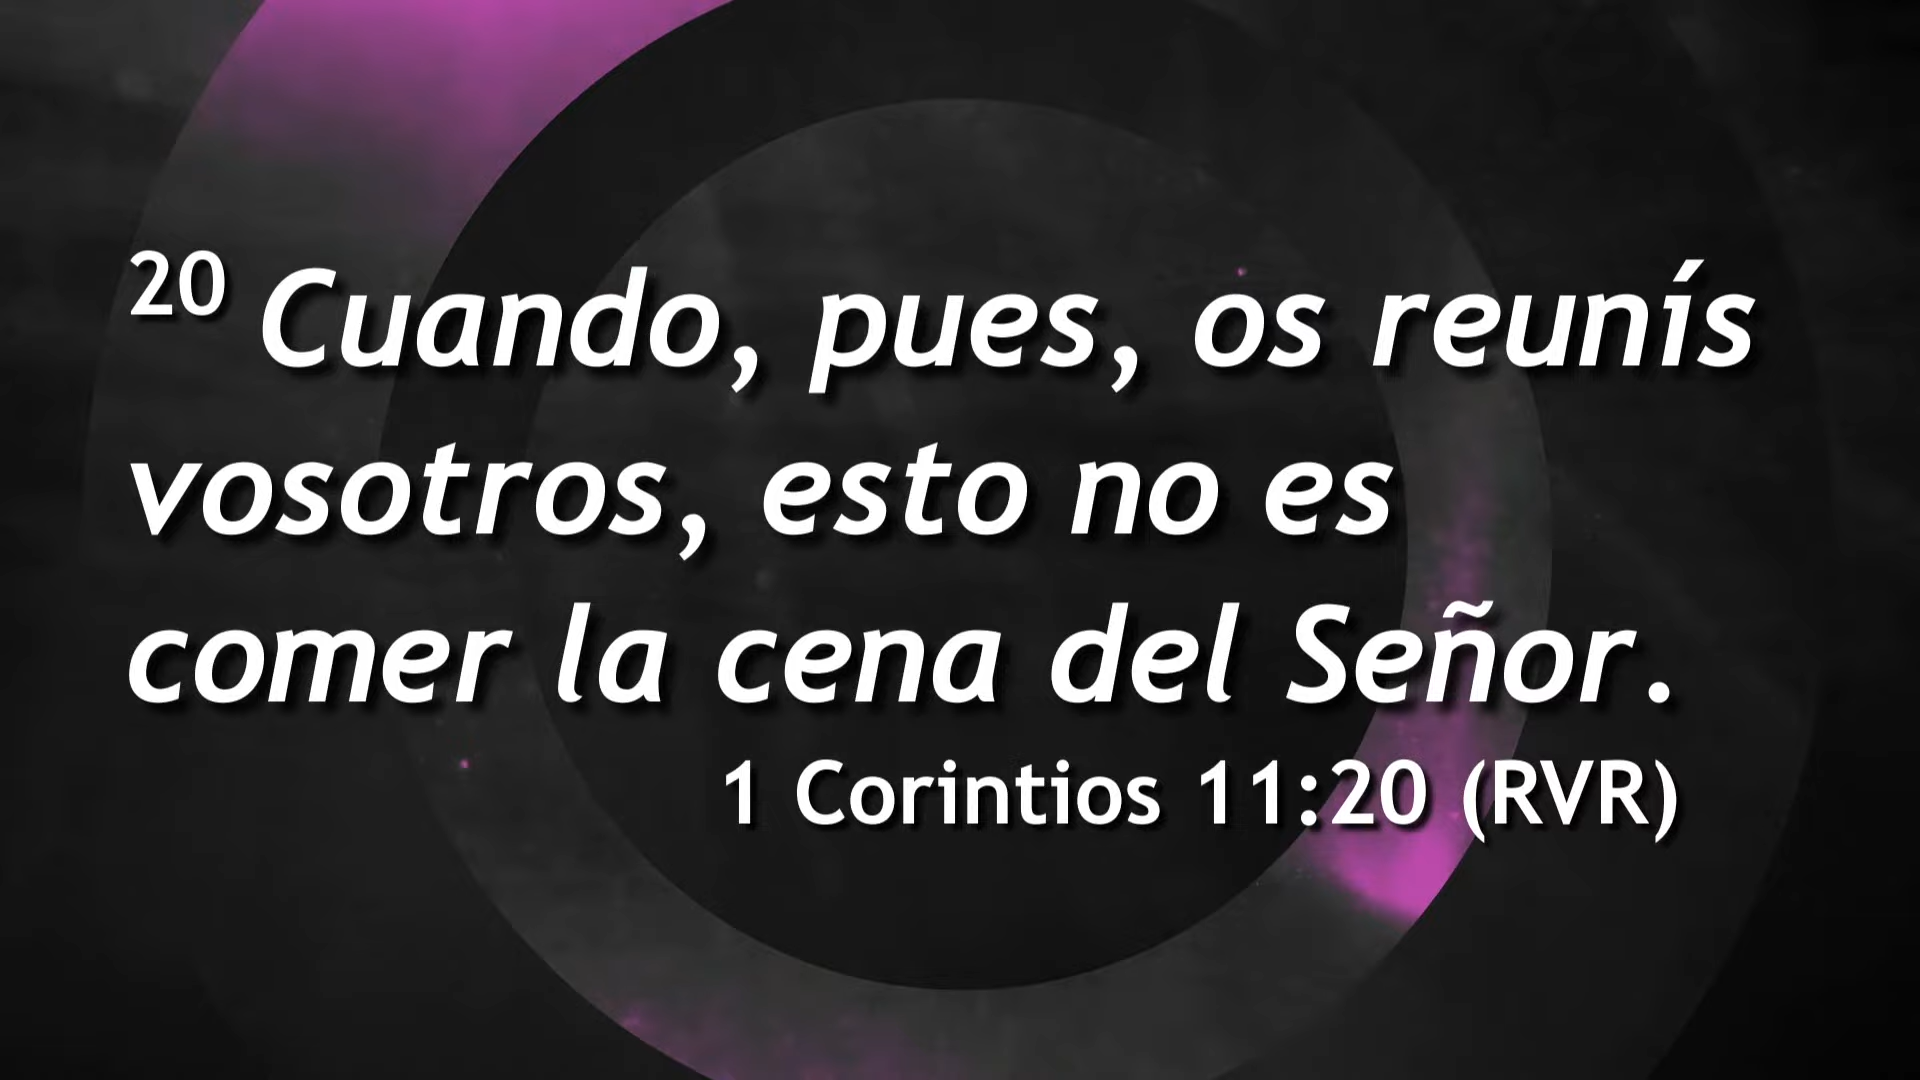 20 Cuando, pues, os reunís
vosotros, esto no es
comer la cena del Señor.
1 Corintios 11:20 (RVR)